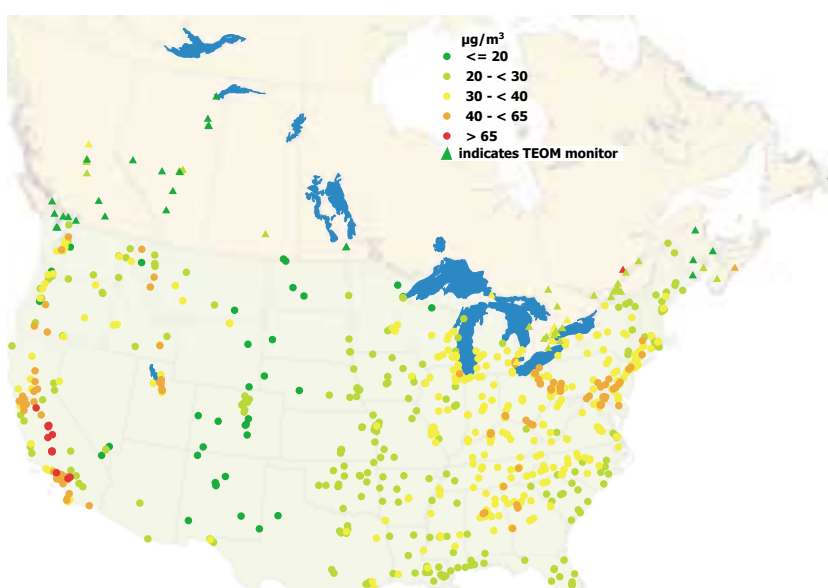 µg/m³
<= 20
20 - < 30
30 - < 40
40 - < 65
> 65
indicates TEOM monitor